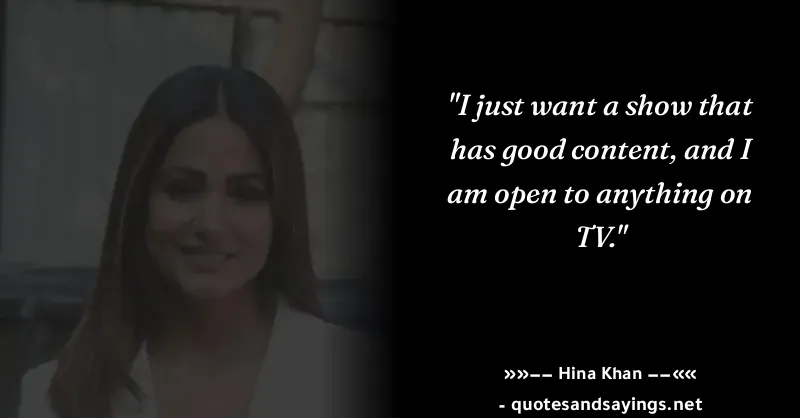 "I just want a show that
has good content, and I
am open to anything on
TV."
»»−− Hina Khan −−««
- quotesandsayings.net